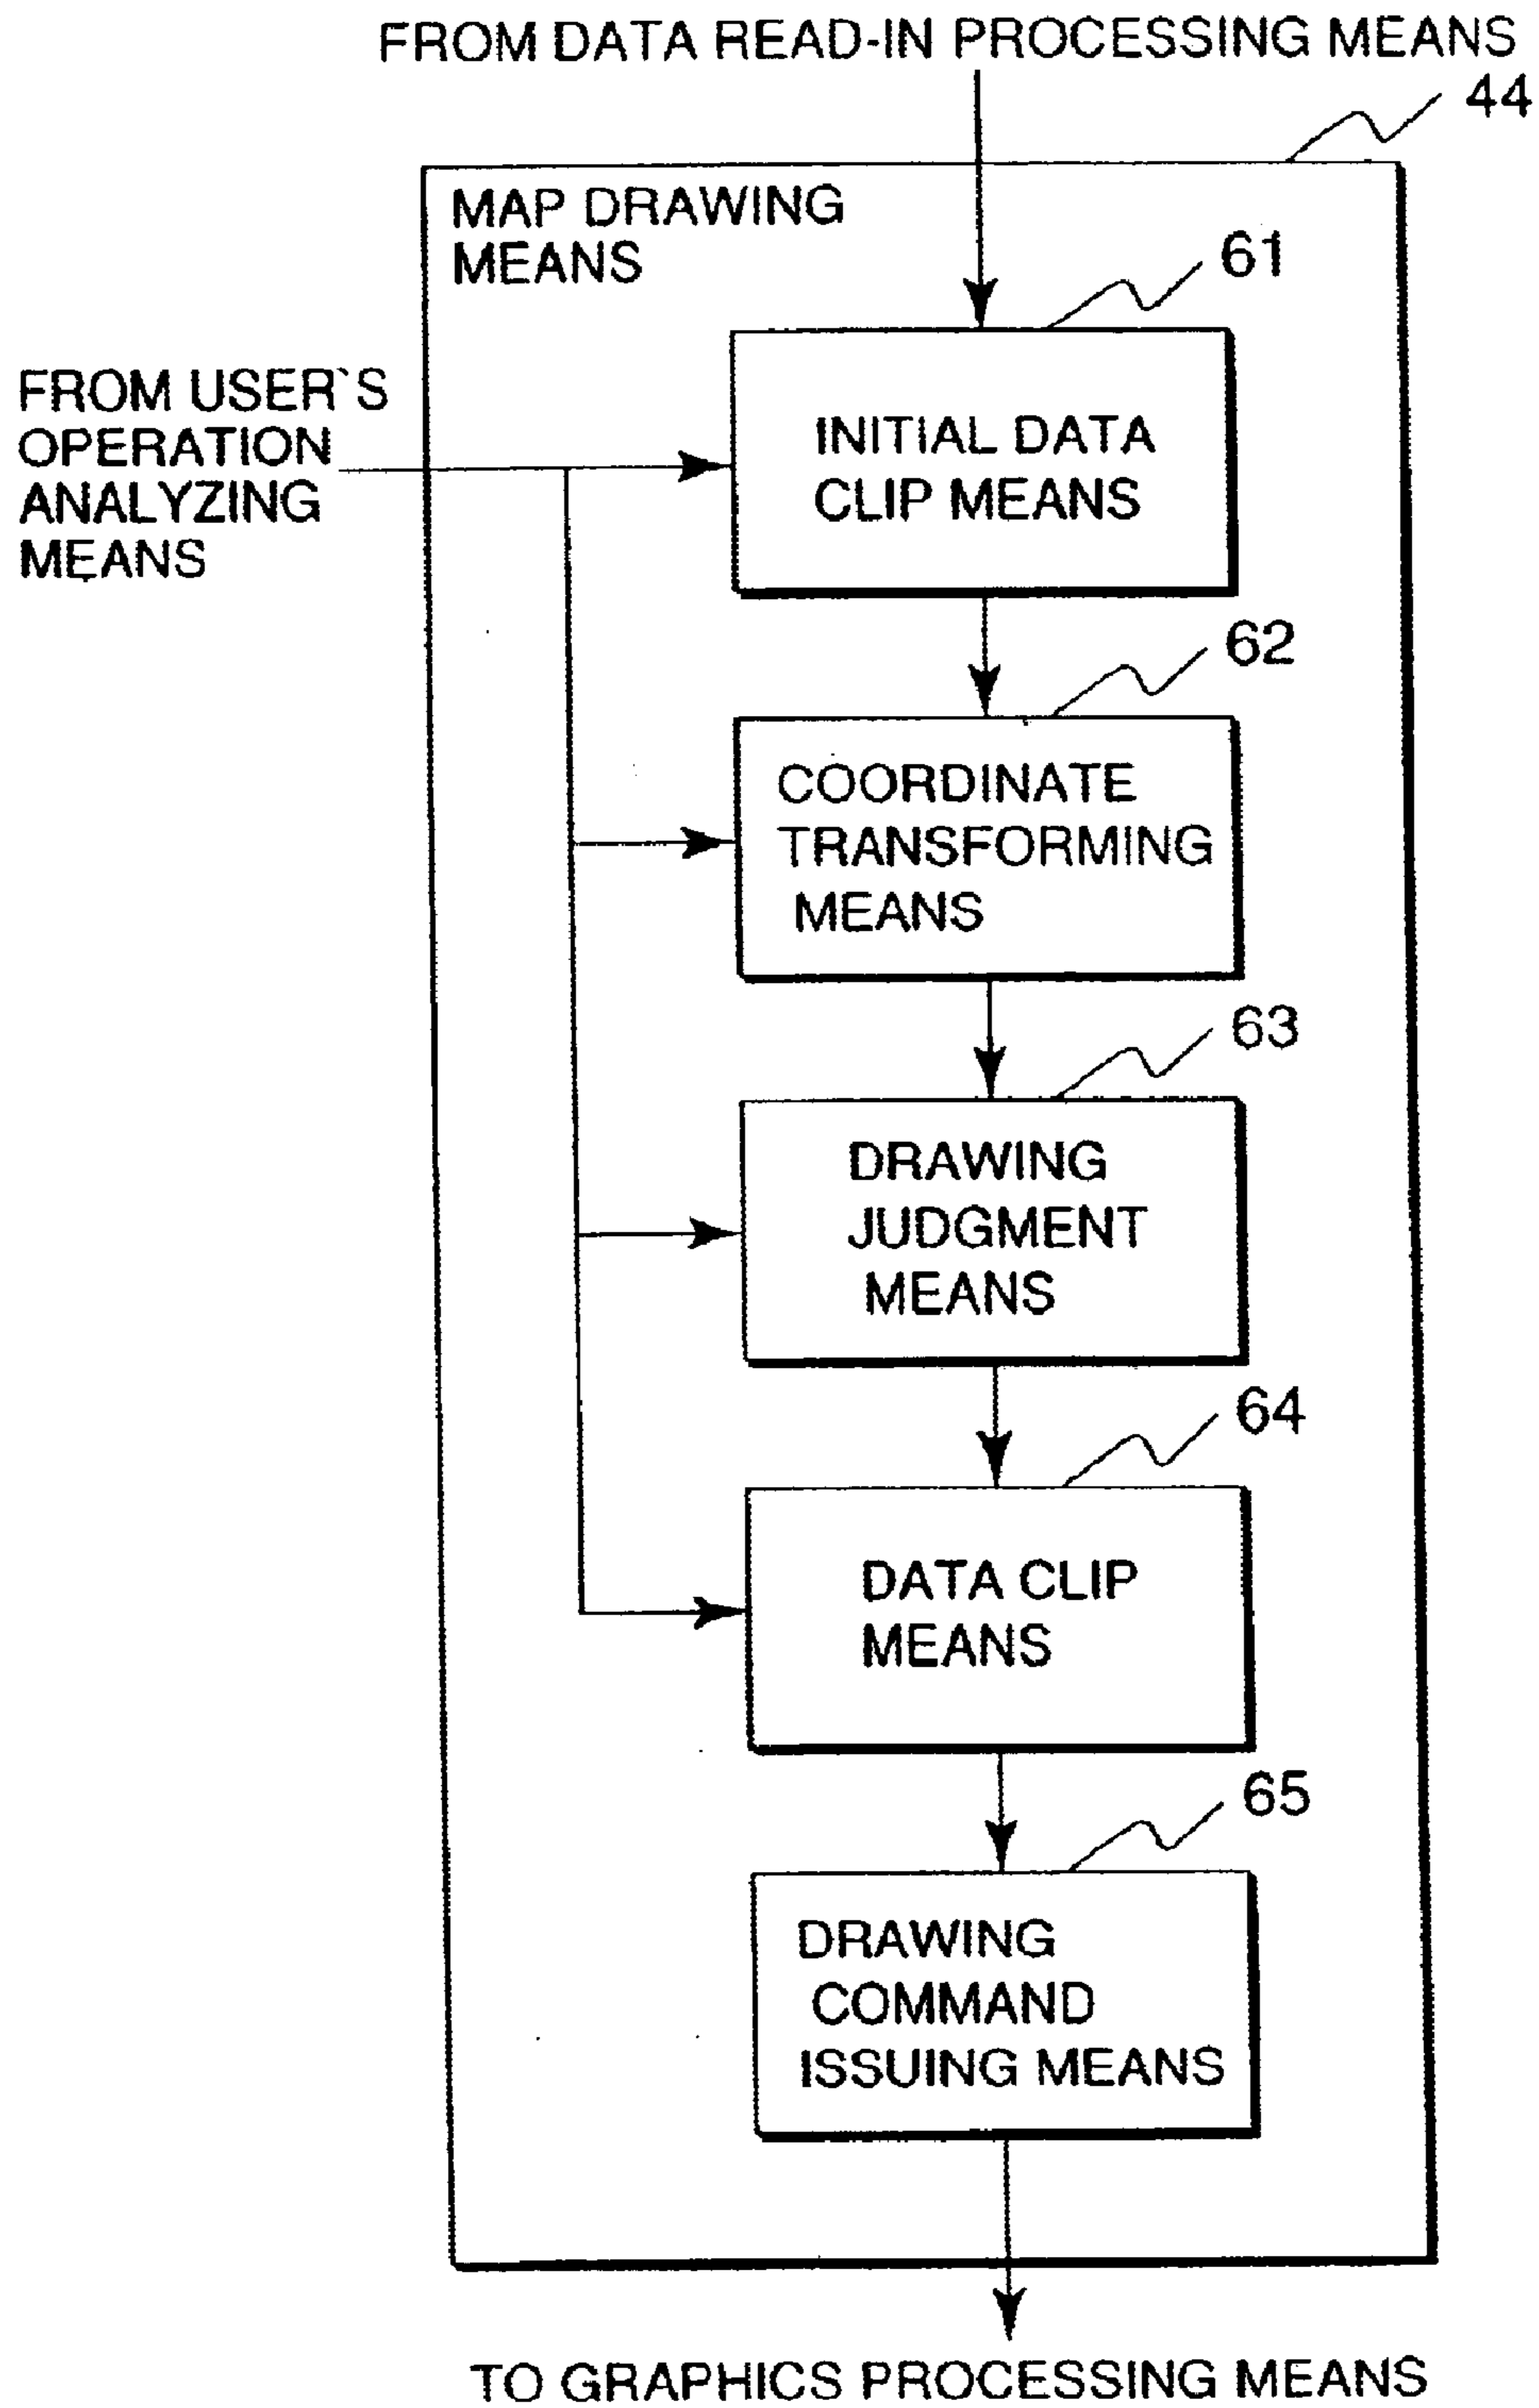 FROM DATA READ-IN PROCESSING MEANS
44
MAP DRAWING
MEANS
61
FROM USER`S
OPERATION
ANALYZING
MEANS
INITIAL DATA
CLIP MEANS
62
COORDINATE
TRANSFORMING
MEANS
63
DRAWING
JUDGMENT
MEANS
64
DATA CLIP
MEANS
65
DRAWING
COMMAND
ISSUING MEANS
TO GRAPHICS PROCESSING MEANS